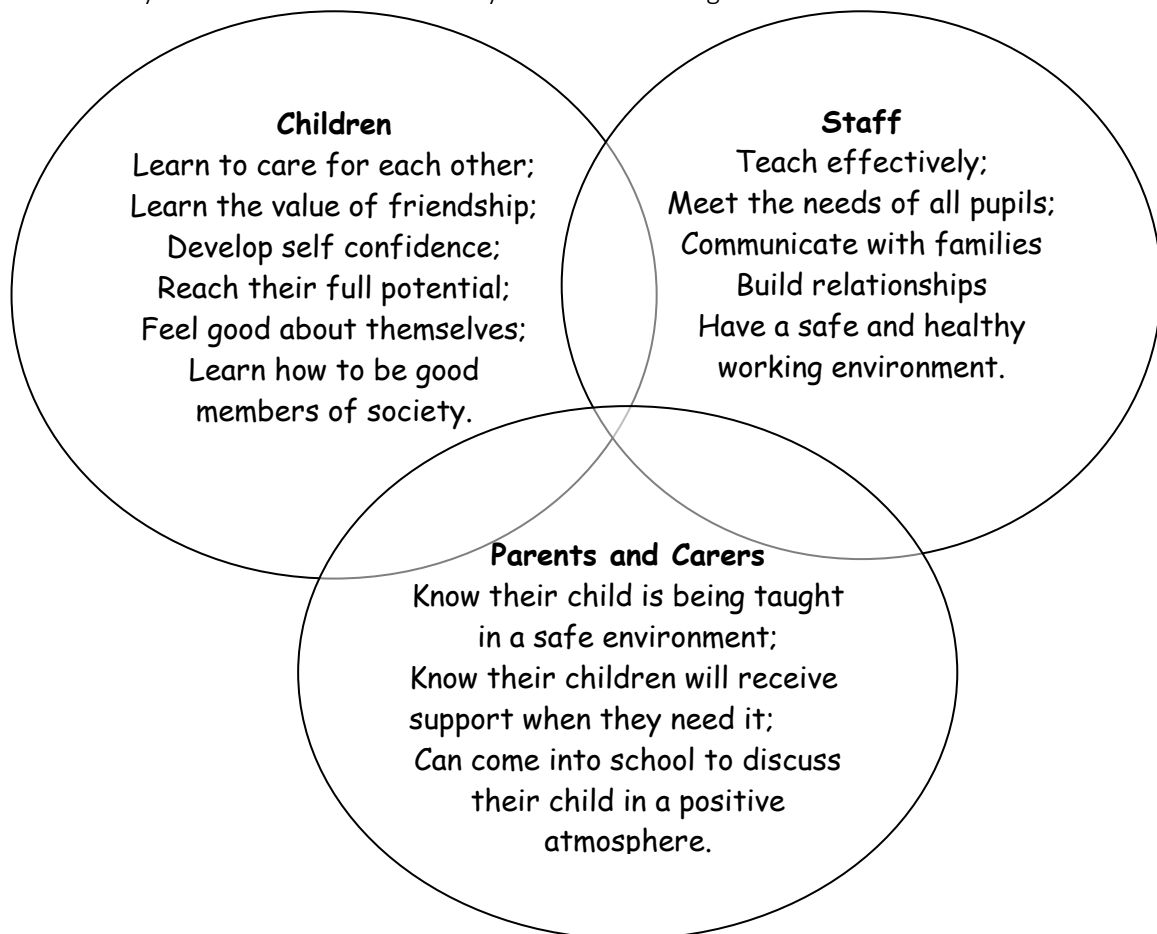 Children
Learn to care for each other;
Learn the value of friendship;
Develop self confidence;
Reach their full potential;
Feel good about themselves;
Learn how to be good
members of society.
Staff
Teach effectively;
Meet the needs of all pupils;
Communicate with families
Build relationships
Have a safe and healthy
working environment.
Parents and Carers
Know their child is being taught
in a safe environment;
Know their children will receive
support when they need it;
Can come into school to discuss
their child in a positive
atmosphere.